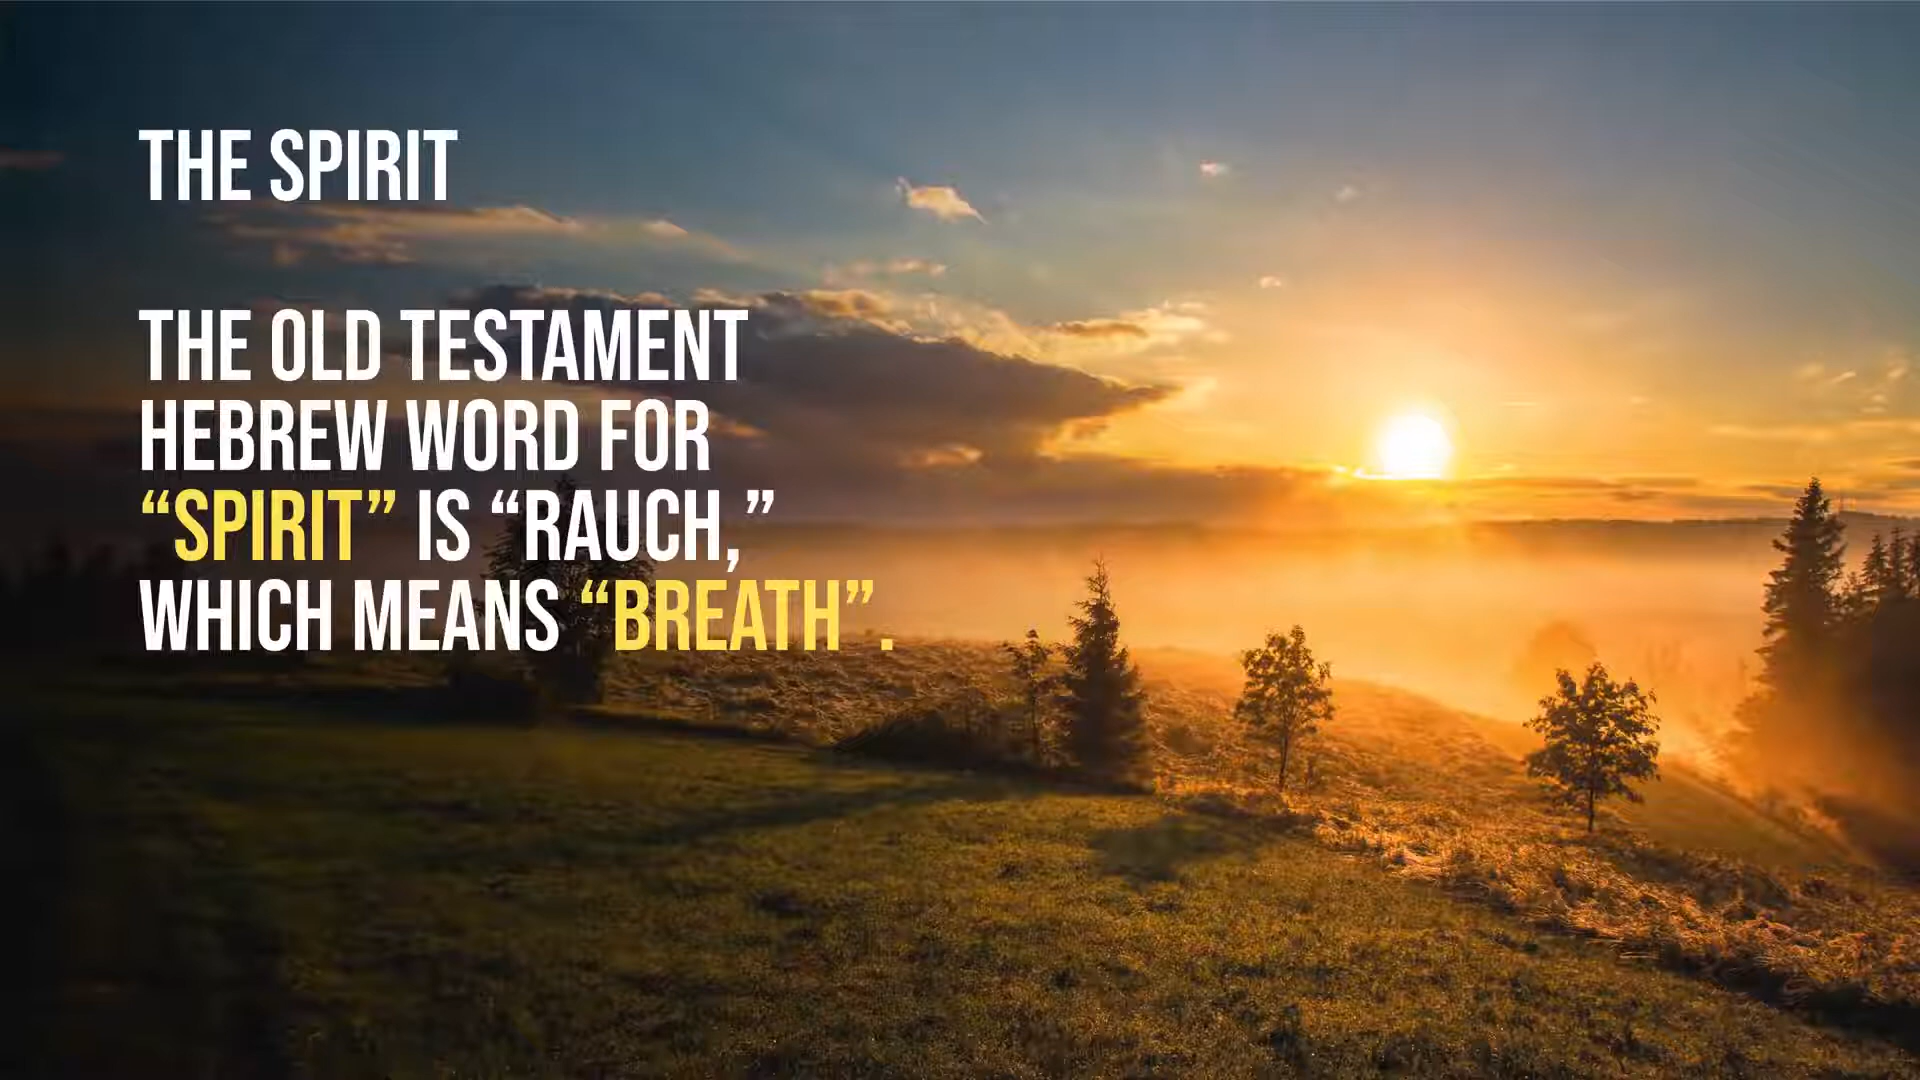 THE SPIRIT
THE OLD TESTAMENT
HEBREW WORD FOR
“SPIRIT” IS “RAUCH,”
WHICH MEANS “BREATH”.